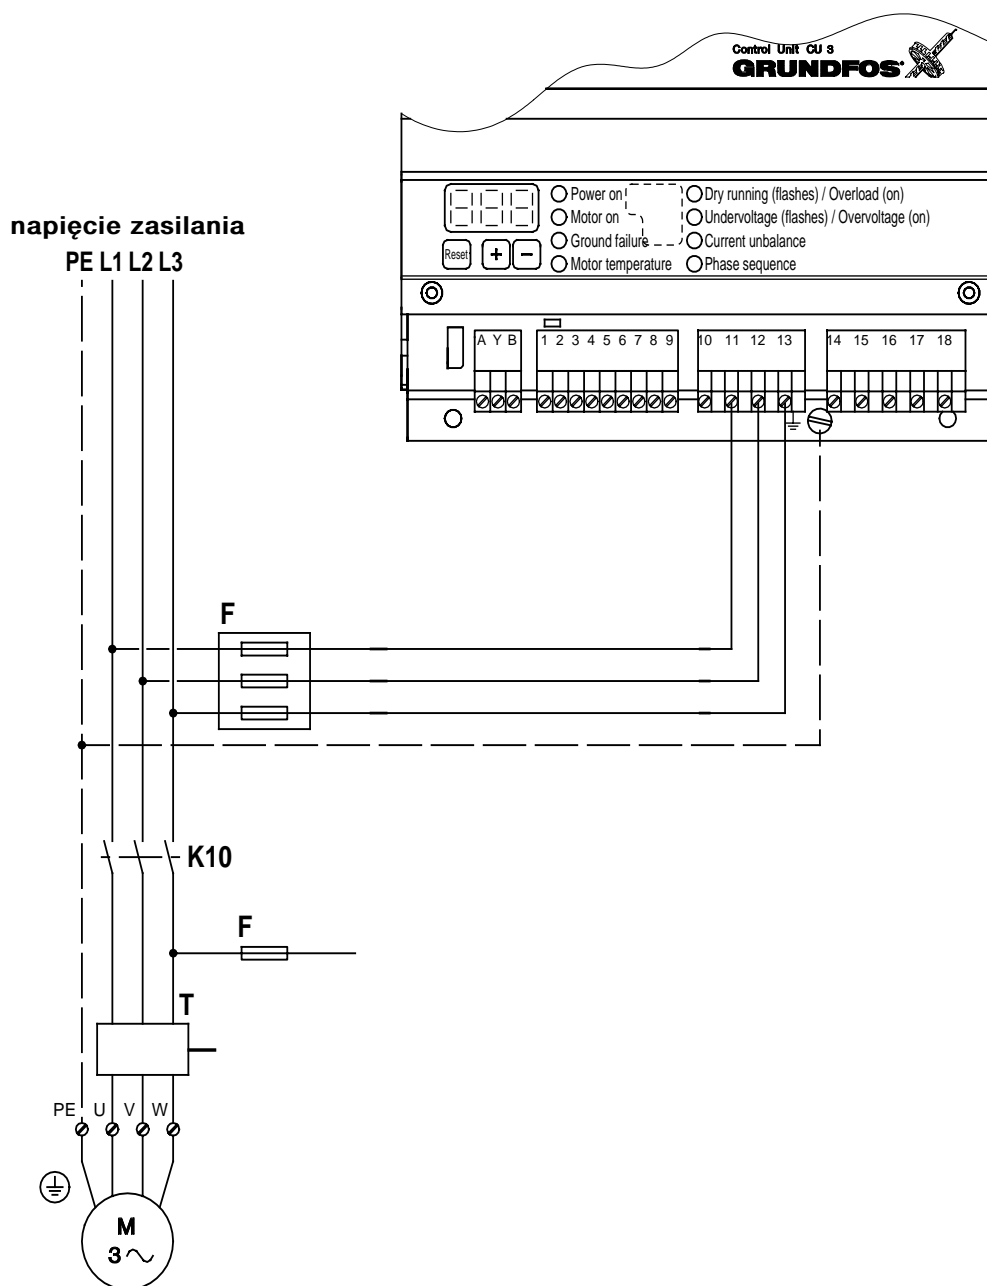 Control Unit CU 3
GRUNDFOS
Power on
Dry running (flashes) / Overload (on)
Motor on
Undervoltage (flashes) / Overvoltage (on)
Ground failure
Current unbalance
Reset
+
−
Motor temperature
Phase sequence
napięcie zasilania
PE L1 L2 L3
A Y B
1 2 3 4 5 6 7 8 9
10 11 12 13
14 15 16 17 18
F
K10
F
T
PE U V W
M
3